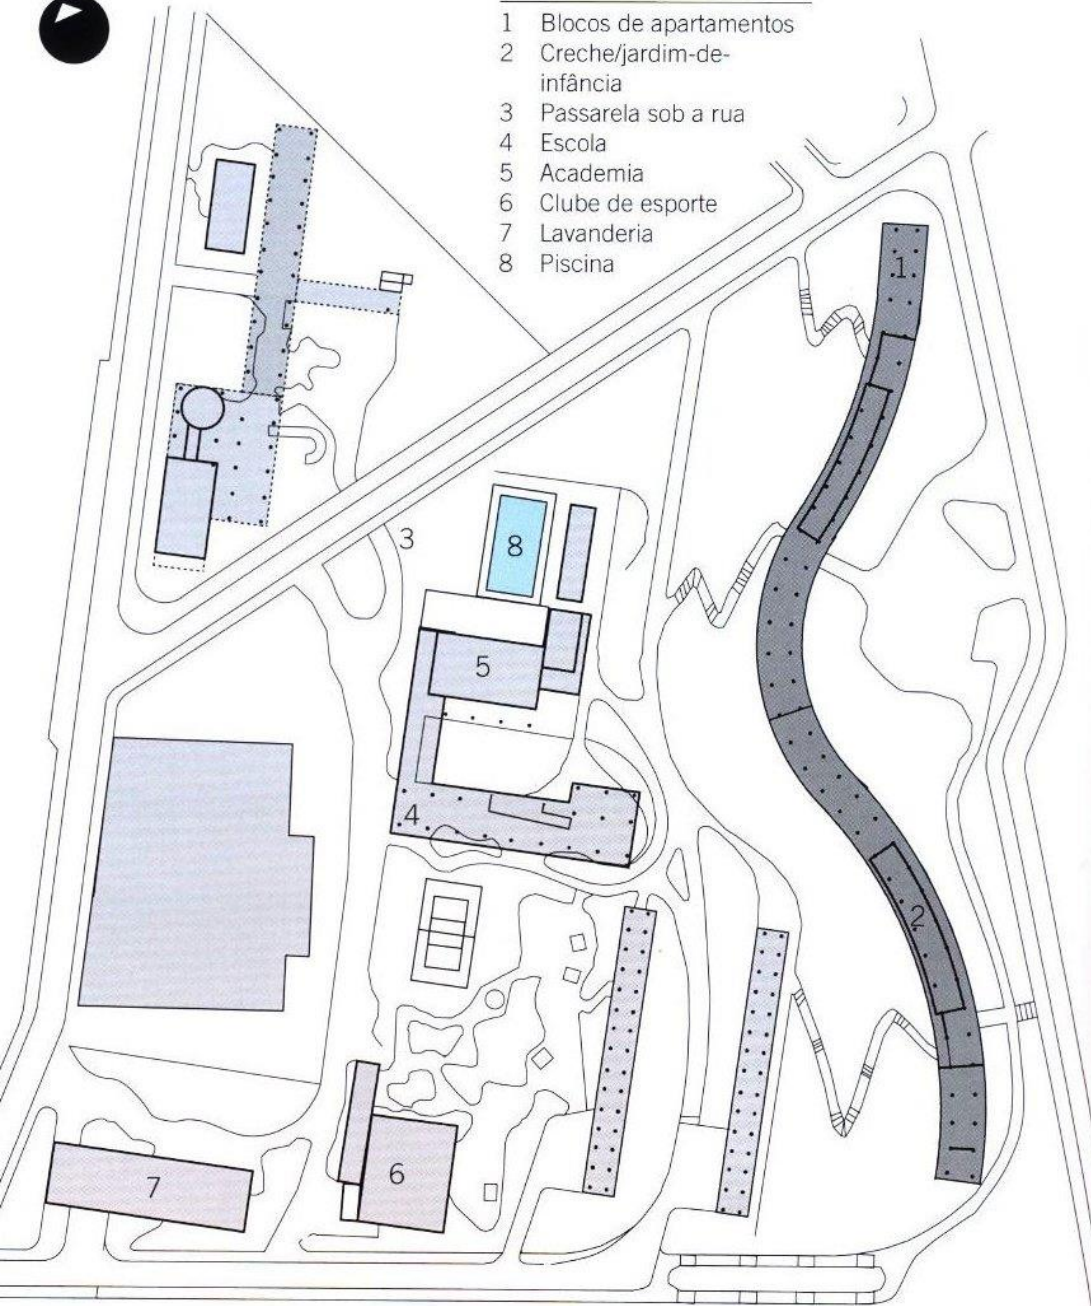 1 Blocos de apartamentos
2 Creche/jardim-de-
infância
3 Passarela sob a rua
4 Escola
5 Academia
6 Clube de esporte
7 Lavanderia
8 Piscina
1
3
8
5
4
2
6
7